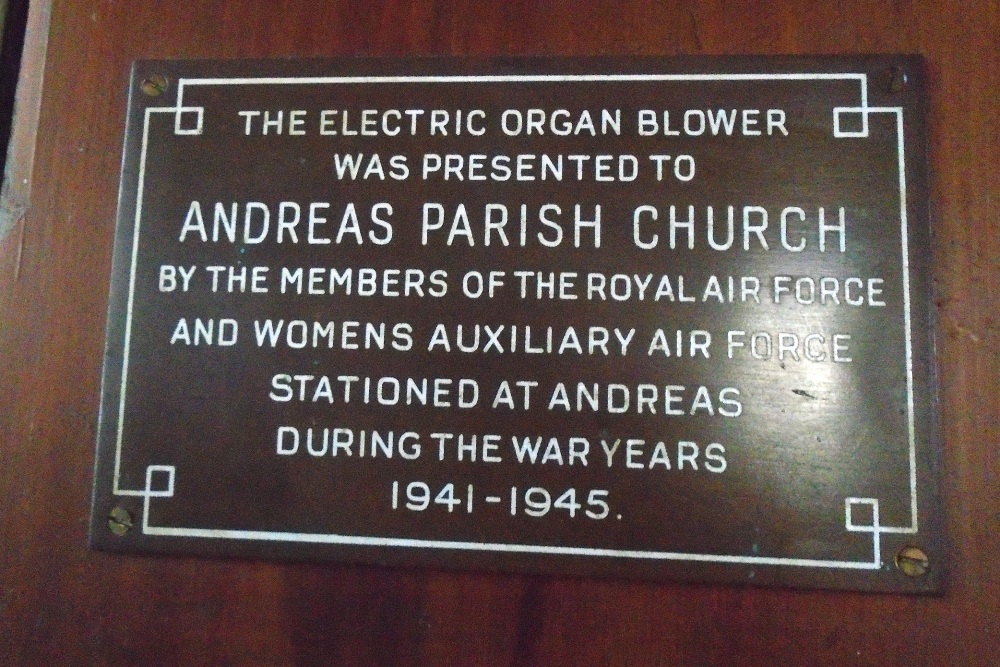 THE ELECTRIC ORGAN BLOWER
WAS PRESENTED TO
ANDREAS PARISH CHURCH
BY THE MEMBERS OF THE ROYAL AIR FORCE
AND WOMENS AUXILIARY AIR FORCE
STATIONED AT ANDREAS
DURING THE WAR YEARS
1941-1945.